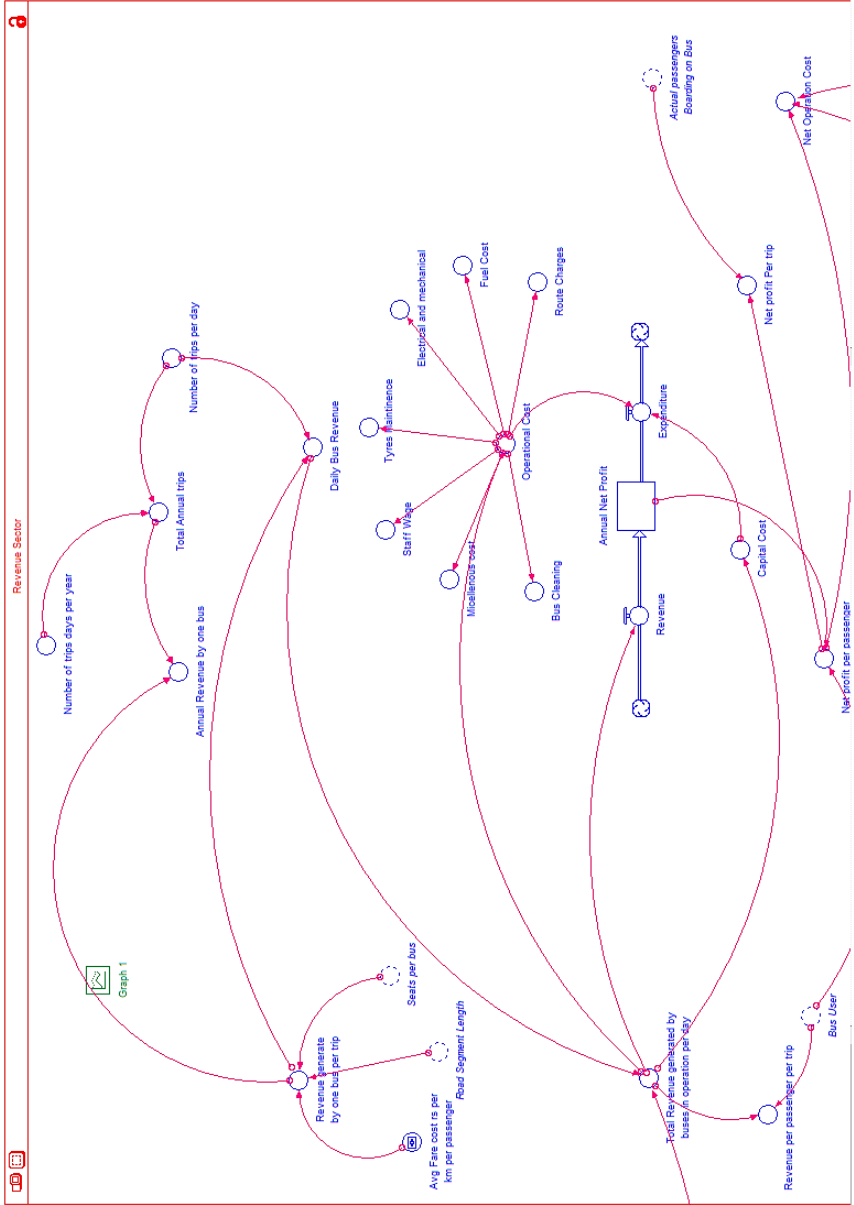 Revenue Sector
Number of trips days per year
Total Annual trips
Number of trips per day
Annual Revenue by one bus
Graph 1
Daily Bus Revenue
Seats per bus
Revenue generate
by one bus per trip
Road Segment Length
Avg Fare cost rs per
km per passenger
Staff Wage
Tyres Maintinence
Electrical and mechanical
Fuel Cost
Route Charges
Micellenous cost
Bus Cleaning
Operational Cost
Actual passengers
Boarding on Bus
Net Operation Cost
Annual Net Profit
Revenue
Expenditure
Capital Cost
Net profit Per trip
Net profit per passenger
Total Revenue generated by
buses in operation per day
Revenue per passenger per trip
Bus User